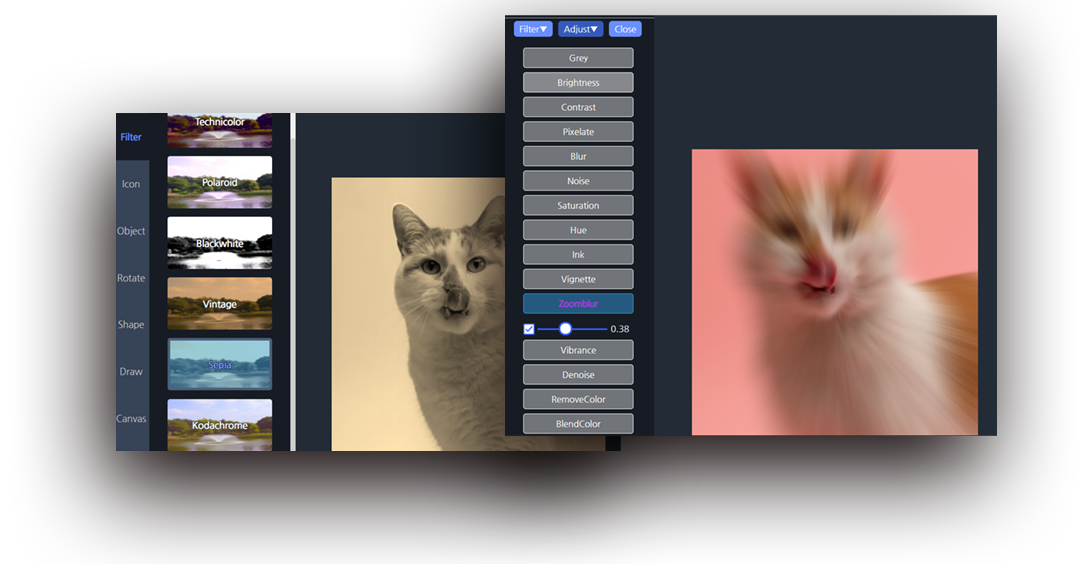 Filter
Icon
Object
Rotate
Shape
Draw
Canvas
Technicolor
Polaroid
Blackwhite
Vintage
Sepia
Kodachrome
Filter▼ Adjust▼ Close
Grey
Brightness
Contrast
Pixelate
Blur
Noise
Saturation
Hue
Ink
Vignette
Zoomblur
0.38
Vibrance
Denoise
RemoveColor
BlendColor